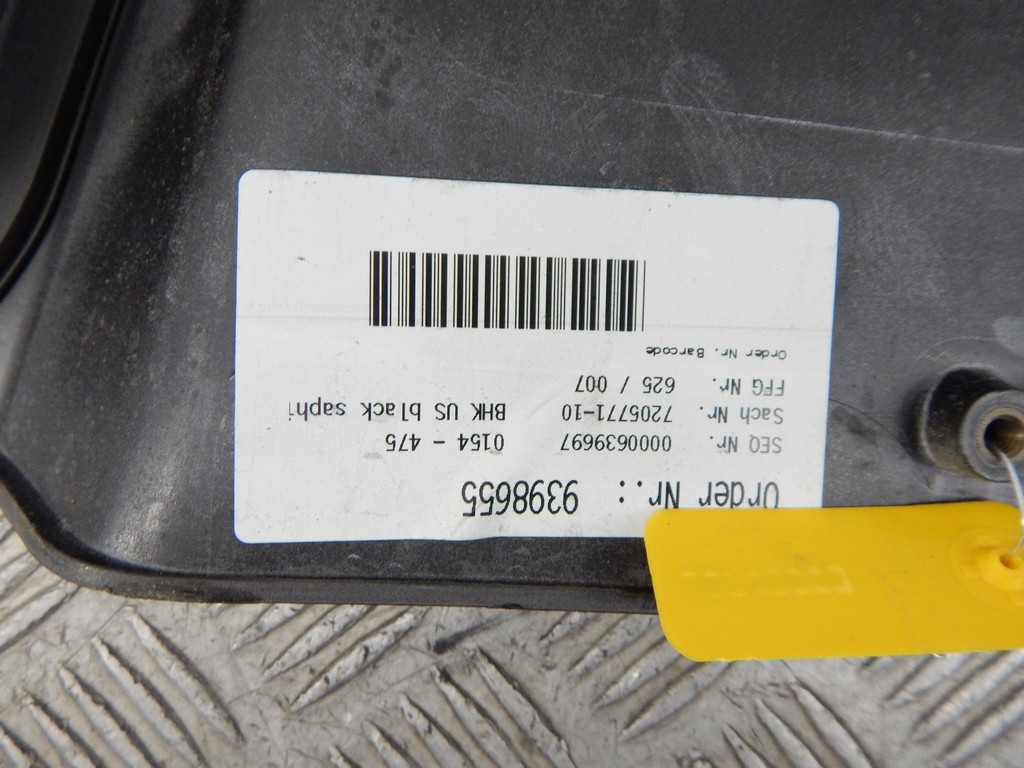 Order Nr.: 9398655
SEQ Nr. 0000639697 0154 - 475
Sach Nr. 7205771-10 BHK US black saphi
FFG Nr. 625 / 007
Order Nr. Barcode